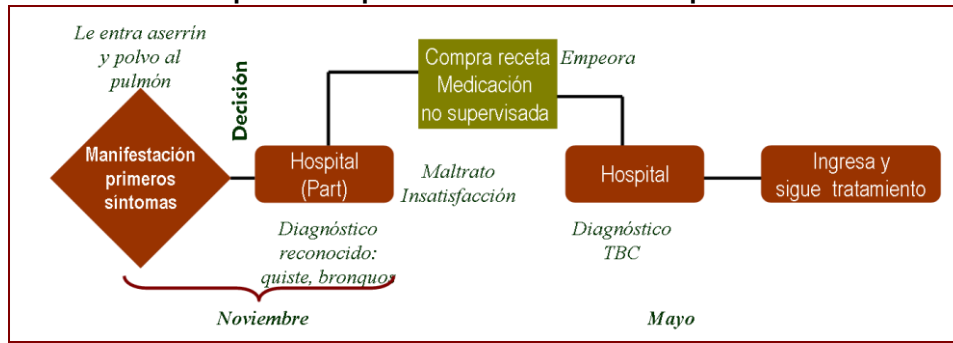 Le entra aserrín
y polvo al
pulmón
Decisión
Manifestación
primeros
síntomas
Hospital
(Part)
Diagnóstico
reconocido:
quiste, bronquos
Noviembre
Compra receta
Medicación
no supervisada
Empeora
Maltrato
Insatisfacción
Hospital
Diagnóstico
TBC
Mayo
Ingresa y
sigue tratamiento